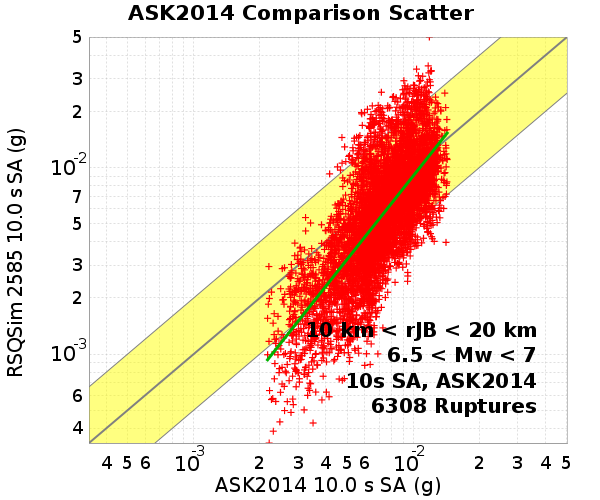 ASK2014 Comparison Scatter
RSQSim 2585 10.0 s SA (g)
5
3
2
10-2
7
5
3
2
10-3
6
4
10 km < rJB < 20 km
6.5 < Mw < 7
10s SA, ASK2014
6308 Ruptures
4 5 6 10-3 2 3 4 5 6 10-2 2 3 4 5
ASK2014 10.0 s SA (g)